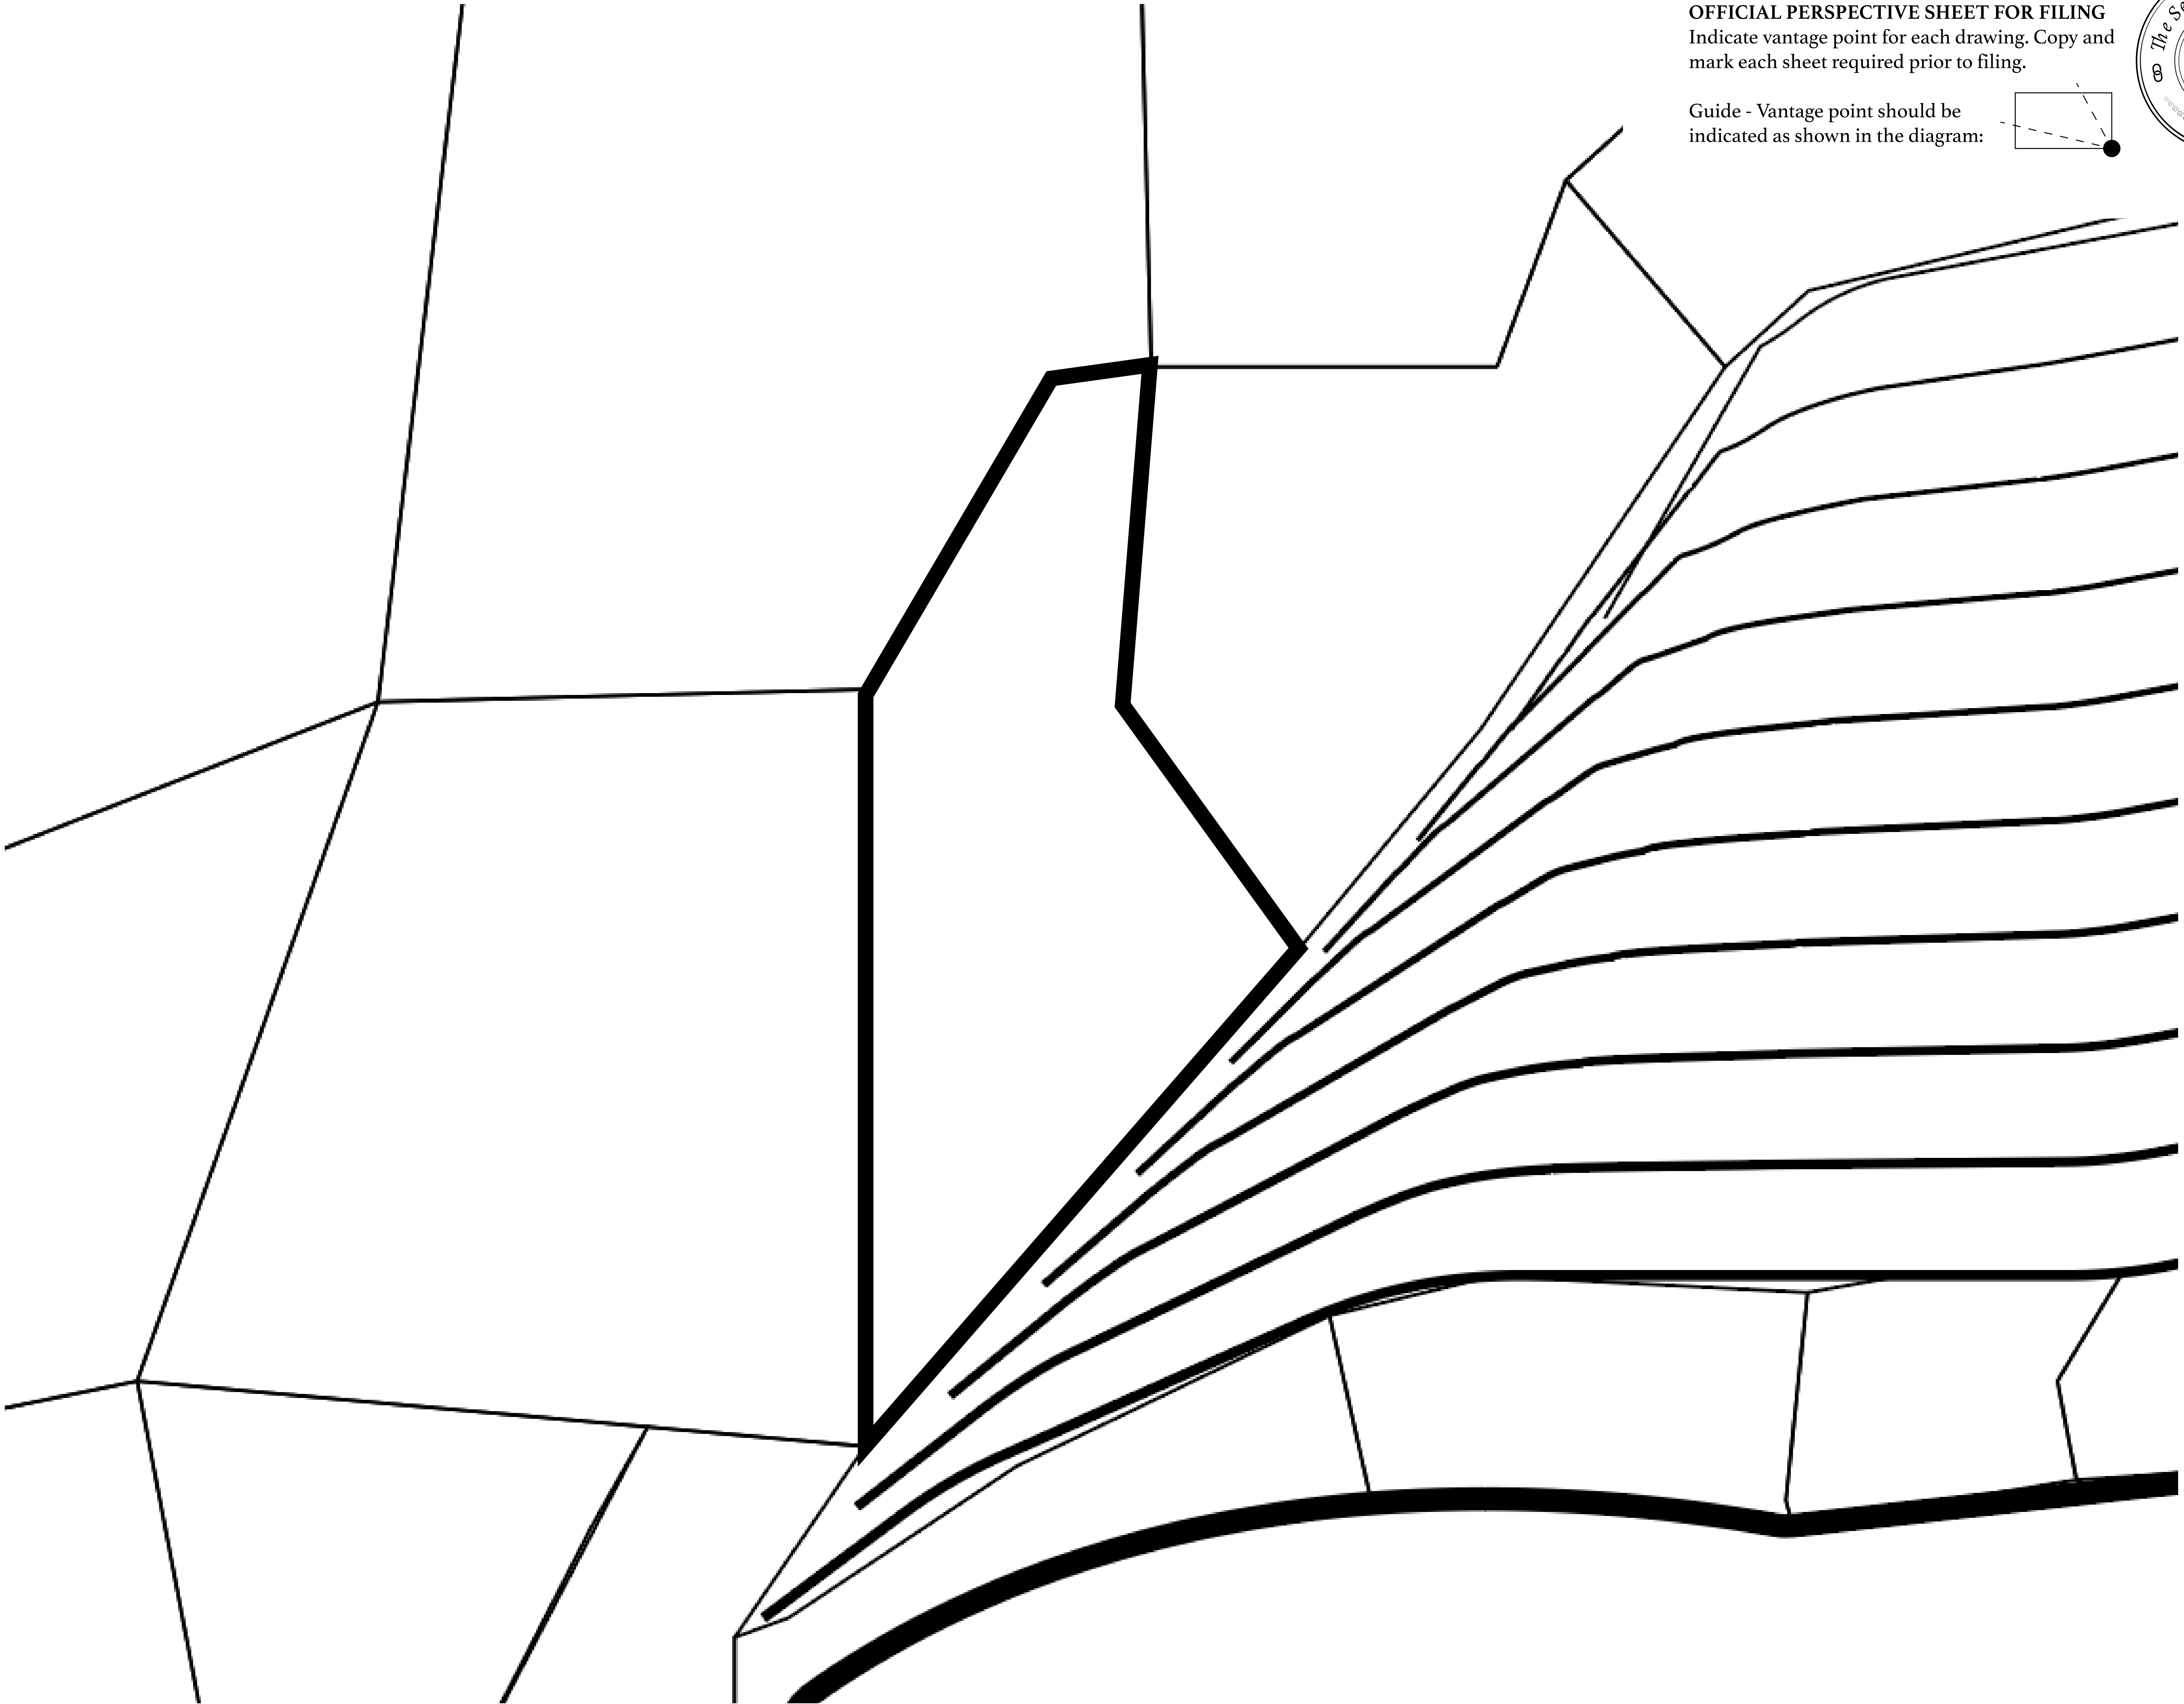 OFFICIAL PERSPECTIVE SHEET FOR FILING
Indicate vantage point for each drawing. Copy and
mark each sheet required prior to filing.
Guide - Vantage point should be
indicated as shown in the diagram:
The